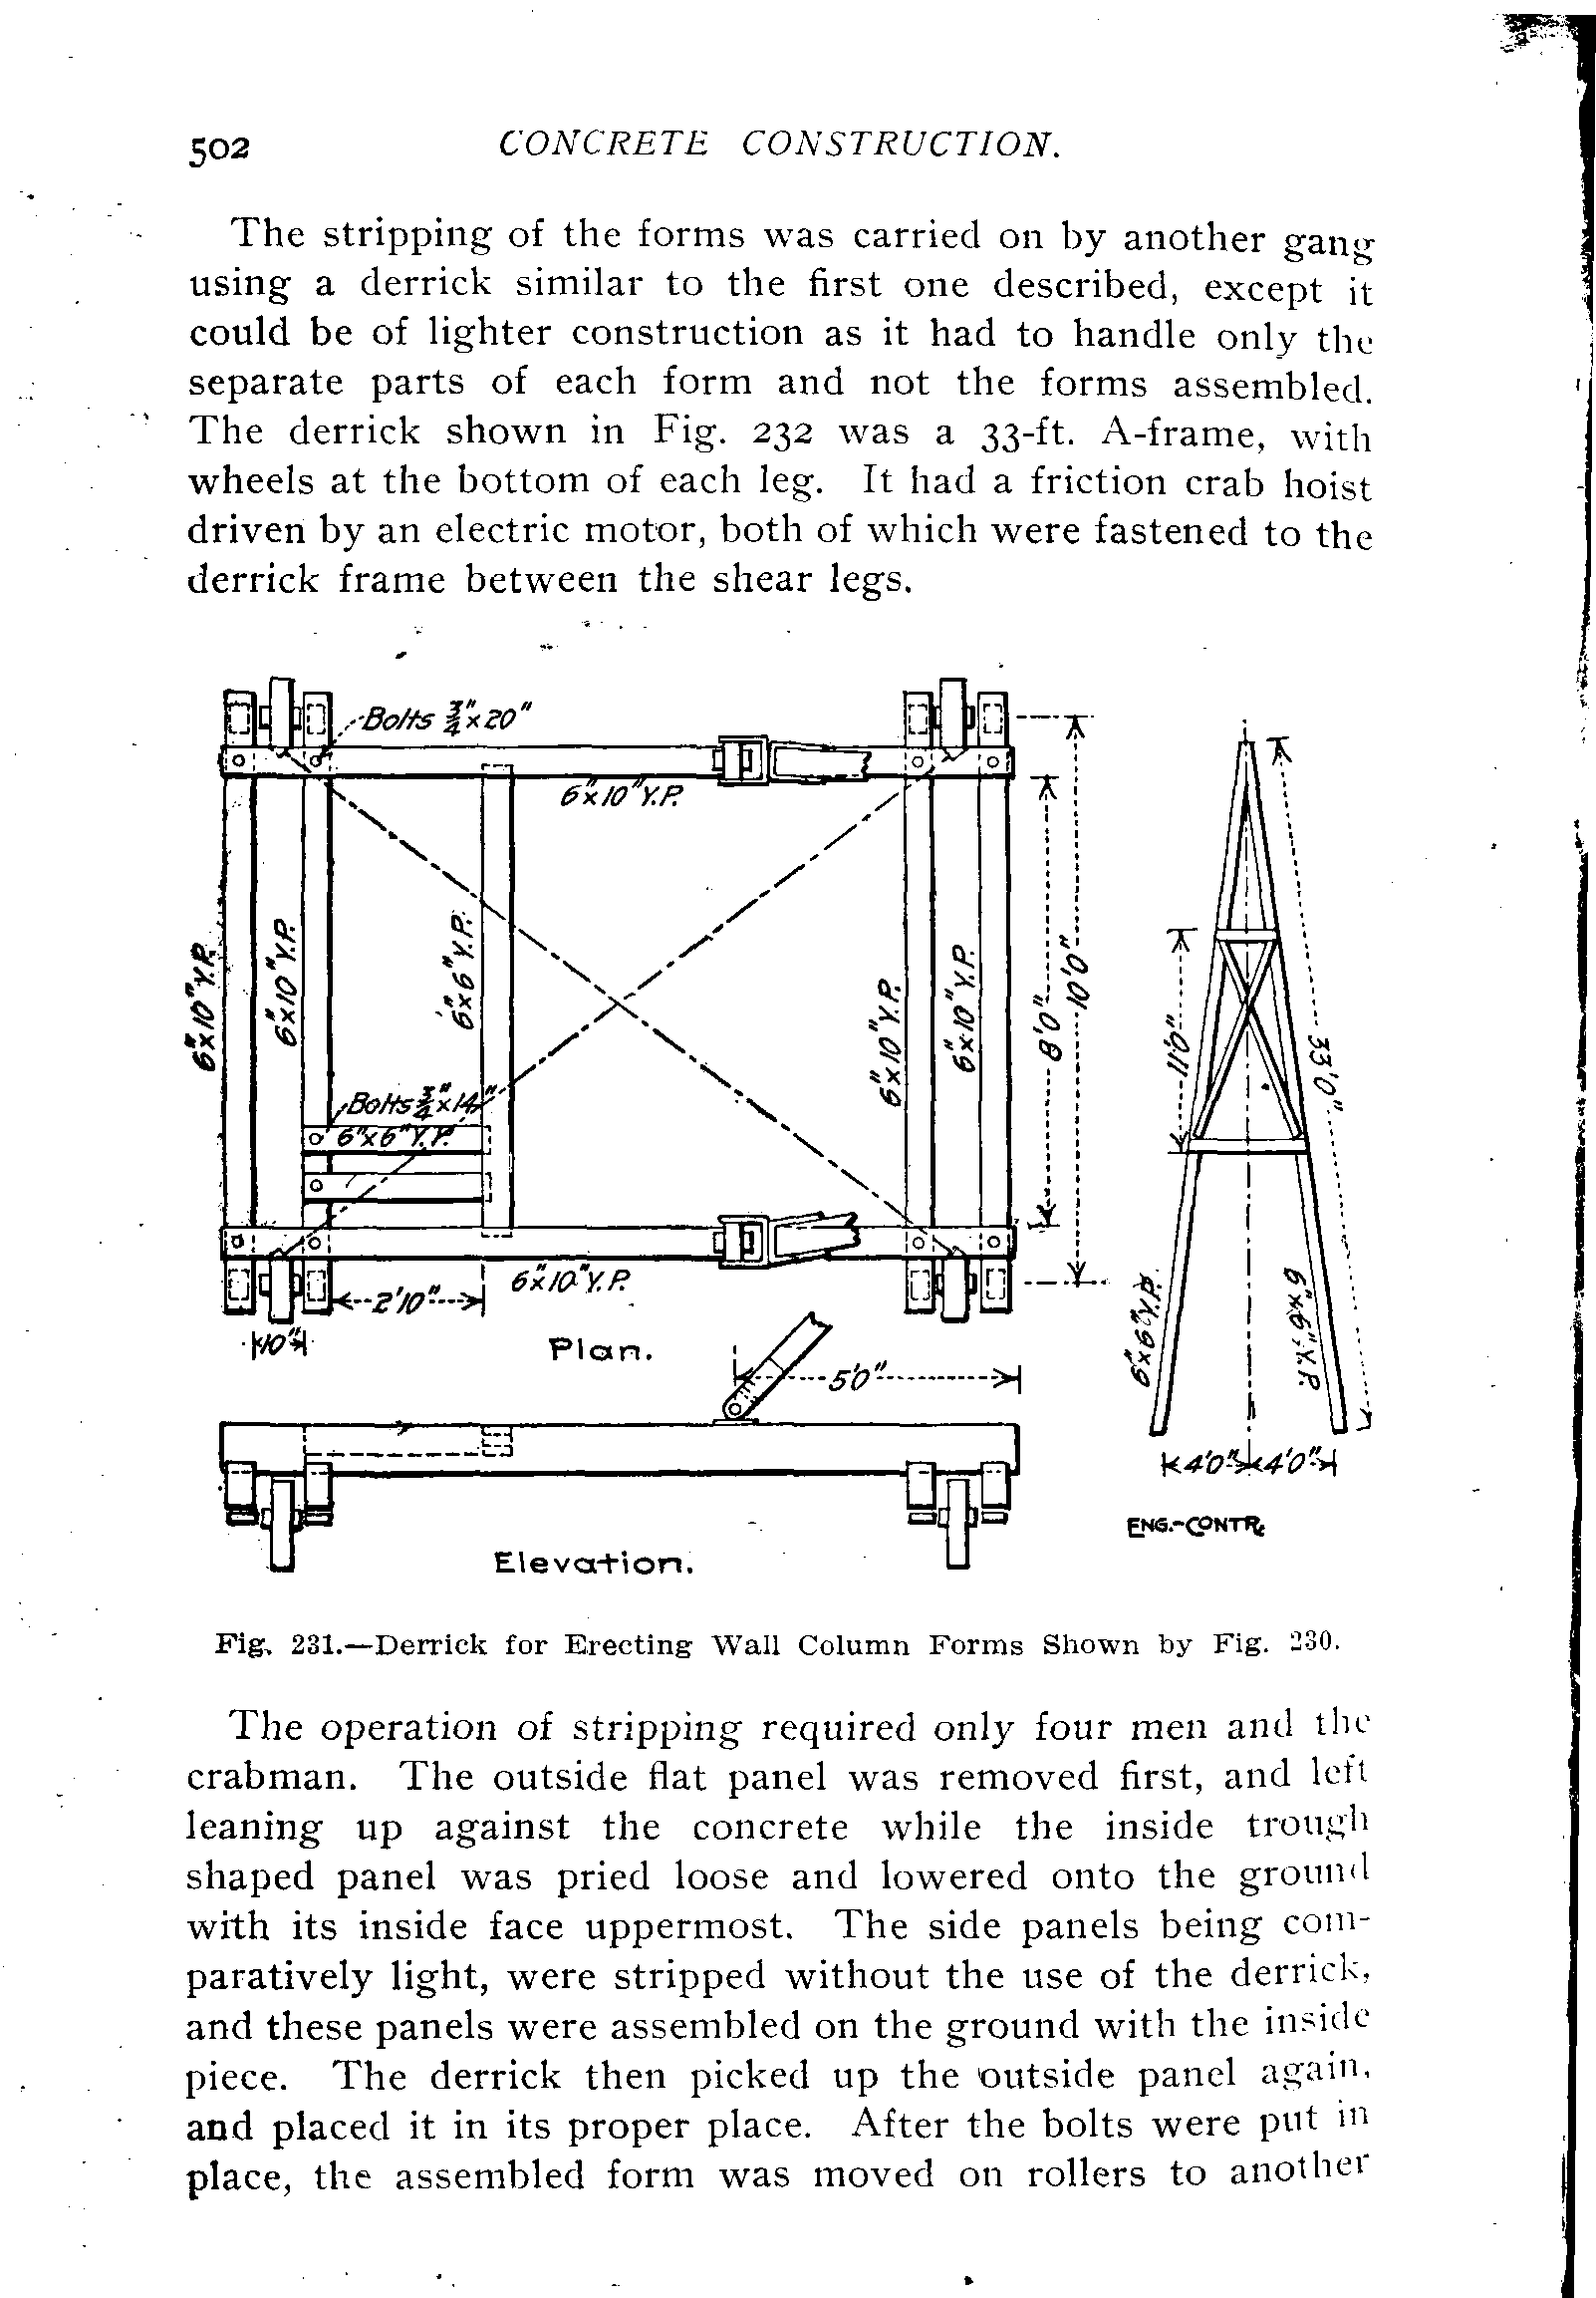 502 CONCRETE CONSTRUCTION.
The stripping of the forms was carried on by another gang
using a derrick similar to the first one described, except it
could be of lighter construction as it had to handle only the
separate parts of each form and not the forms assembled.
The derrick shown in Fig. 232 was a 33-ft. A-frame, with
wheels at the bottom of each leg. It had a friction crab hoist
driven by an electric motor, both of which were fastened to the
derrick frame between the shear legs.
Bolts 3/4"x20"
6"x10"Y.P.
6"x10"Y.P.
6"x10"Y.P.
6"x6"Y.P.
6"x10"Y.P.
6"x10"Y.P.
8'0"
10'0"
11'0"
33'0"
Bolts 3/4"x14"
6"x6"Y.P.
6"x10"Y.P.
2'10"
10"
6"x6"Y.P.
6"x6"Y.P.
Plan.
5'0"
4'0" 4'0"
ENG.-CONTR.
Elevation.
Fig. 231.—Derrick for Erecting Wall Column Forms Shown by Fig. 230.
The operation of stripping required only four men and the
crabman. The outside flat panel was removed first, and left
leaning up against the concrete while the inside trough
shaped panel was pried loose and lowered onto the ground
with its inside face uppermost. The side panels being com-
paratively light, were stripped without the use of the derrick,
and these panels were assembled on the ground with the inside
piece. The derrick then picked up the outside panel again,
and placed it in its proper place. After the bolts were put in
place, the assembled form was moved on rollers to another